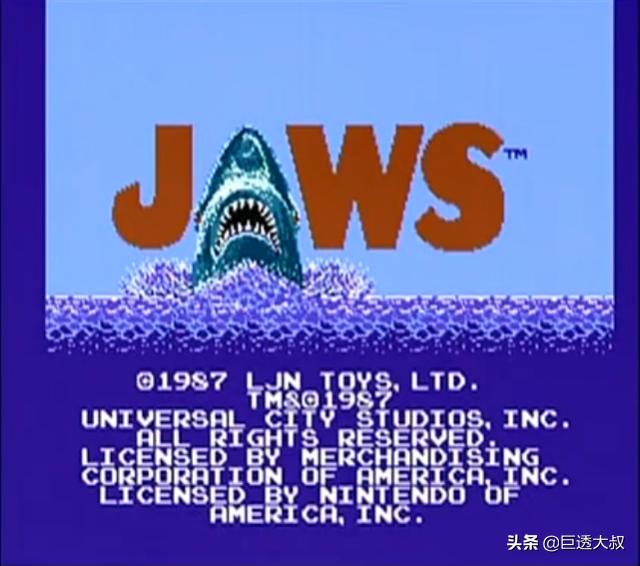 JAWS™
©1987 LJN TOYS, LTD.
TM&©1987
UNIVERSAL CITY STUDIOS, INC.
ALL RIGHTS RESERVED.
LICENSED BY MERCHANDISING
CORPORATION OF AMERICA, INC.
LICENSED BY NINTENDO OF
AMERICA, INC.
头条 @巨透大叔